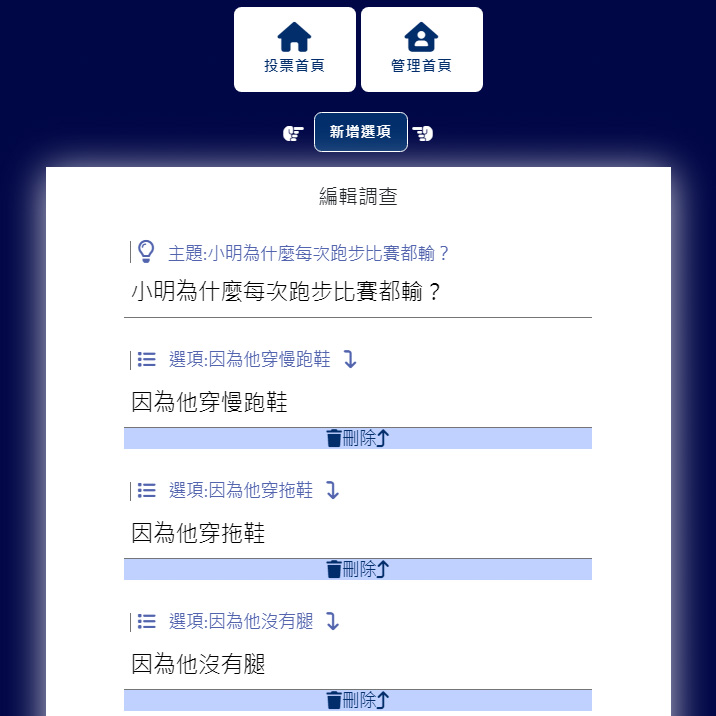 投票首頁
管理首頁
新增選項
編輯調查
主題:小明為什麼每次跑步比賽都輸？
小明為什麼每次跑步比賽都輸？
選項:因為他穿慢跑鞋
因為他穿慢跑鞋
刪除
選項:因為他穿拖鞋
因為他穿拖鞋
刪除
選項:因為他沒有腿
因為他沒有腿
刪除